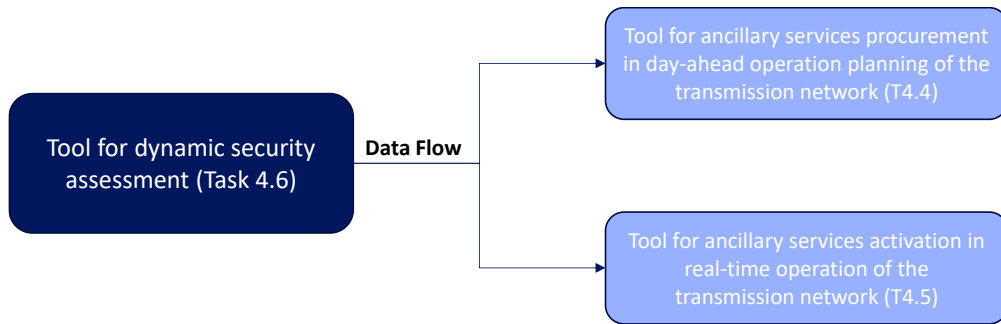 Tool for ancillary services procurement
in day-ahead operation planning of the
transmission network (T4.4)
Tool for dynamic security
assessment (Task 4.6)
Data Flow
Tool for ancillary services activation in
real-time operation of the
transmission network (T4.5)